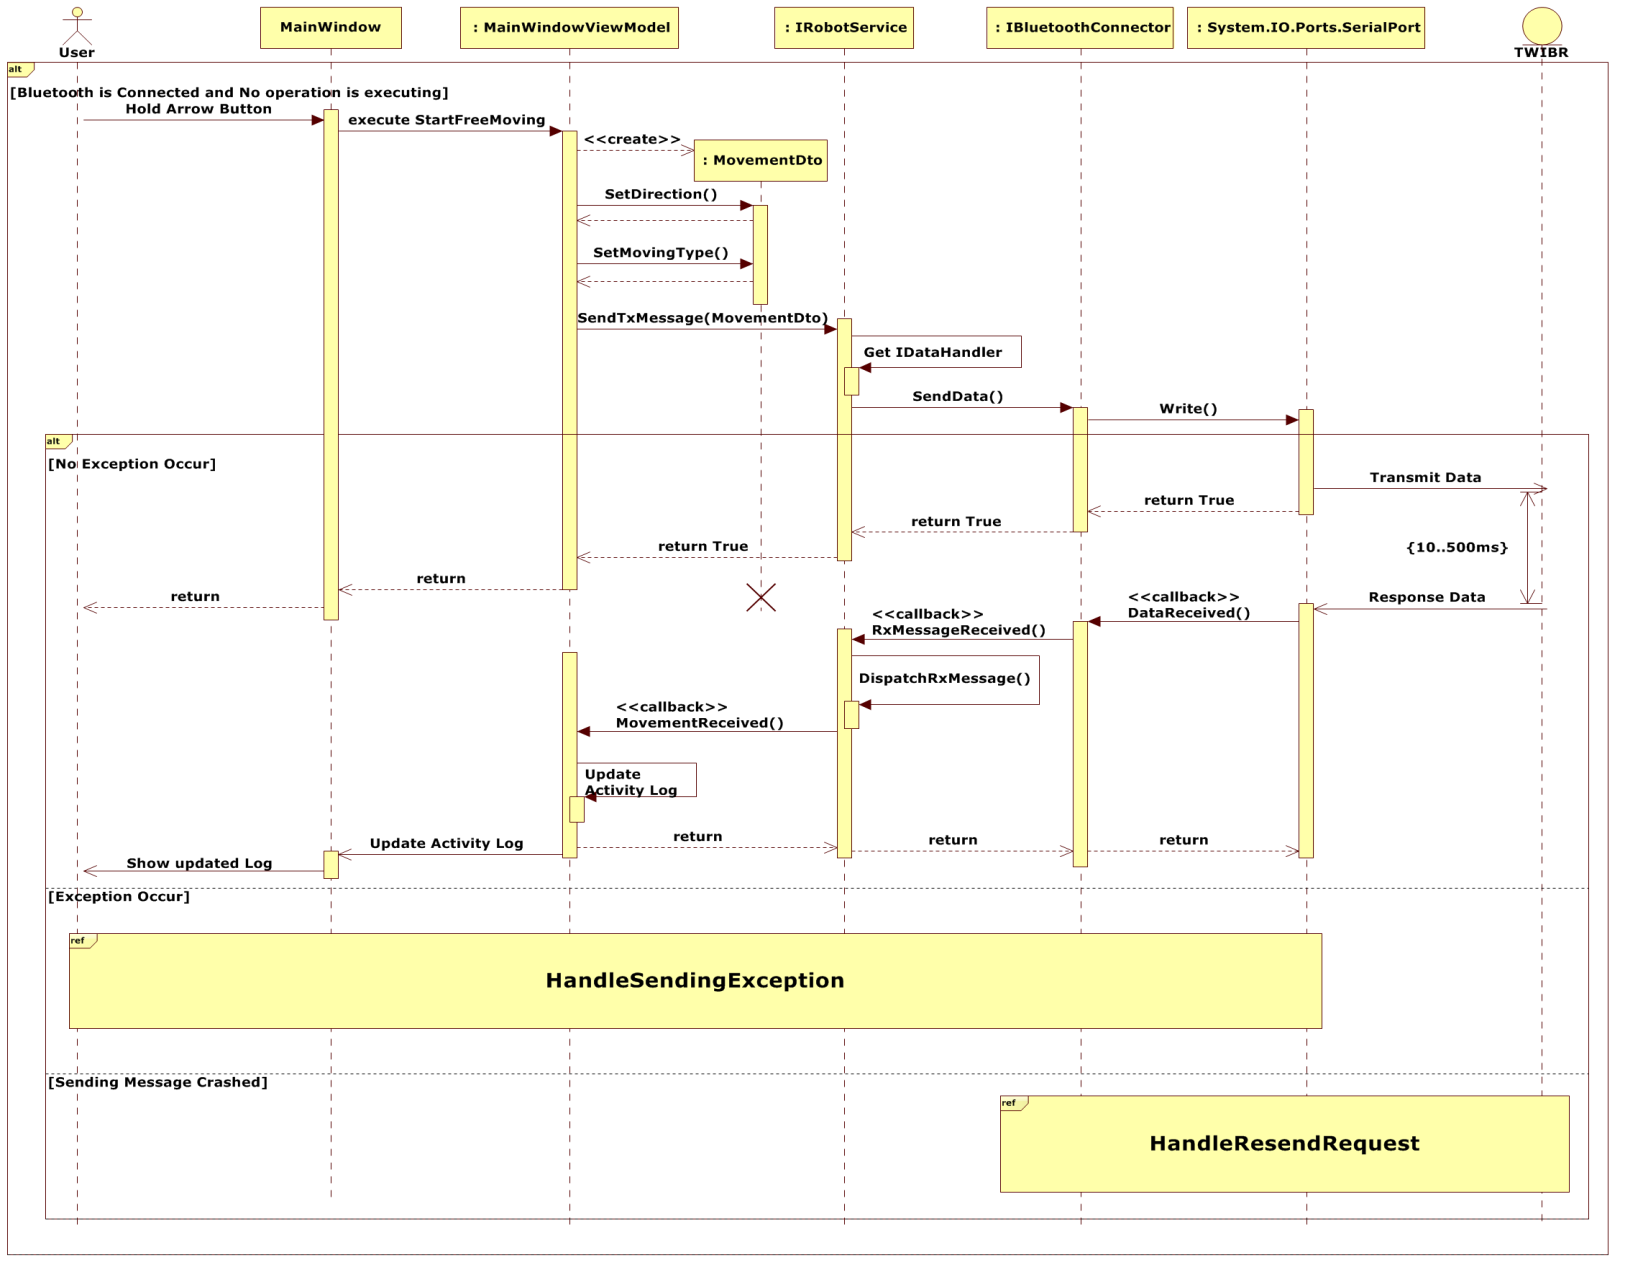 MainWindow
: MainWindowViewModel
: IRobotService
: IBluetoothConnector
: System.IO.Ports.SerialPort
User
TWIBR
alt
[Bluetooth is Connected and No operation is executing]
Hold Arrow Button
execute StartFreeMoving
<<create>>
: MovementDto
SetDirection()
SetMovingType()
SendTxMessage(MovementDto)
Get IDataHandler
SendData()
Write()
alt
[No Exception Occur]
Transmit Data
return True
return True
return True
{10..500ms}
return
return
Response Data
<<callback>>
DataReceived()
<<callback>>
RxMessageReceived()
DispatchRxMessage()
<<callback>>
MovementReceived()
Update
Activity Log
return
return
return
Update Activity Log
Show updated Log
[Exception Occur]
ref
HandleSendingException
[Sending Message Crashed]
ref
HandleResendRequest